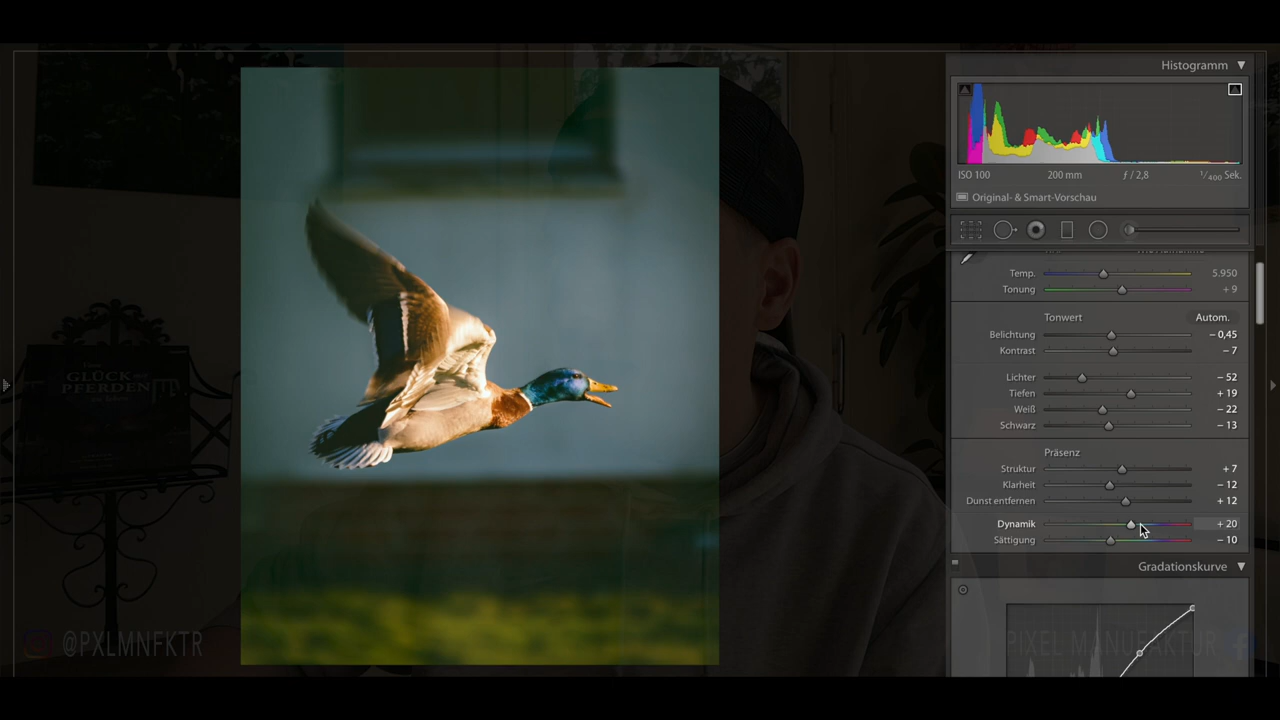 Histogramm
ISO 100 200 mm ƒ / 2,8 1/400 Sek.
Original- & Smart-Vorschau
Temp. 5.950
Tonung + 9
Tonwert Autom.
Belichtung − 0,45
Kontrast − 7
Lichter − 52
Tiefen + 19
Weiß − 22
Schwarz − 13
Präsenz
Struktur + 7
Klarheit − 12
Dunst entfernen + 12
Dynamik + 20
Sättigung − 10
Gradationskurve
GLÜCK
PFERDEN
@PXLMNFKTR
PIXEL MANUFAKTUR